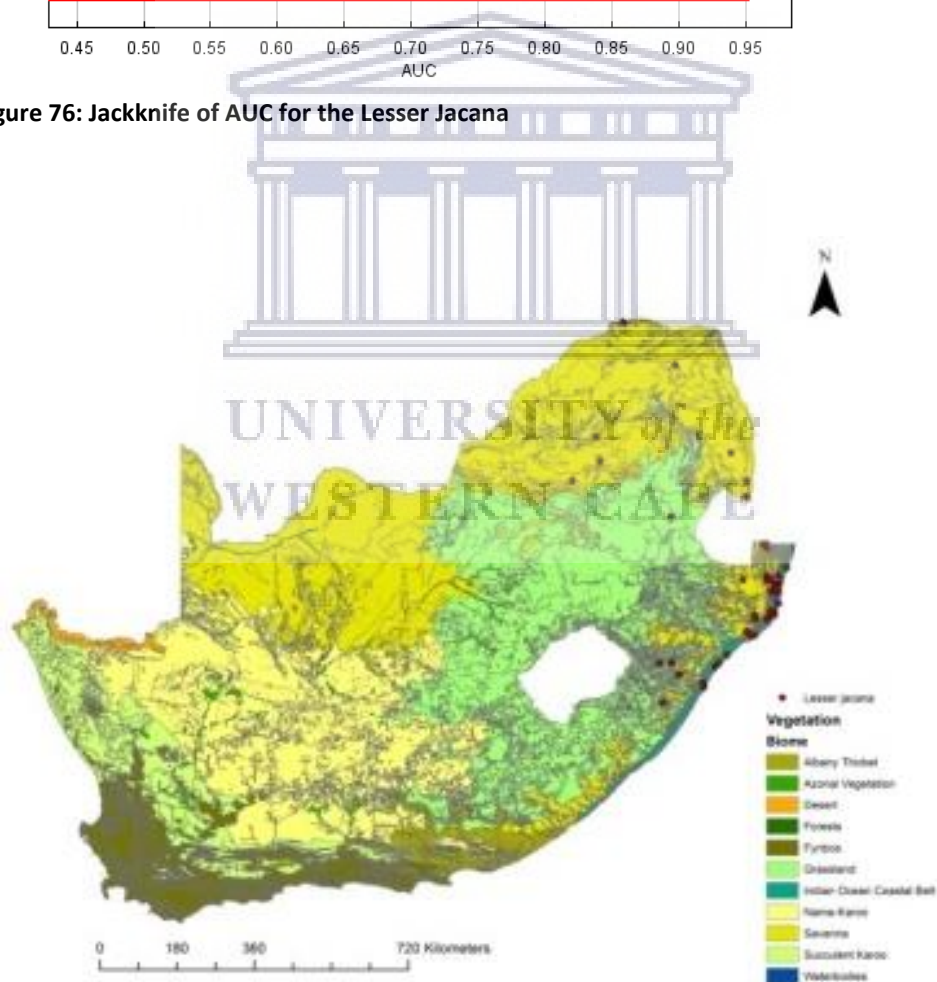 0.45 0.50 0.55 0.60 0.65 0.70 0.75 0.80 0.85 0.90 0.95
AUC
gure 76: Jackknife of AUC for the Lesser Jacana
N
UNIVERSITY of the
WESTERN CAPE
Lesser jacana
Vegetation
Biome
Albany Thicket
Azonal Vegetation
Desert
Forests
Fynbos
Grassland
Indian Ocean Coastal Belt
Nama-Karoo
Savanna
Succulent Karoo
Waterbodies
0 180 360 720 Kilometers